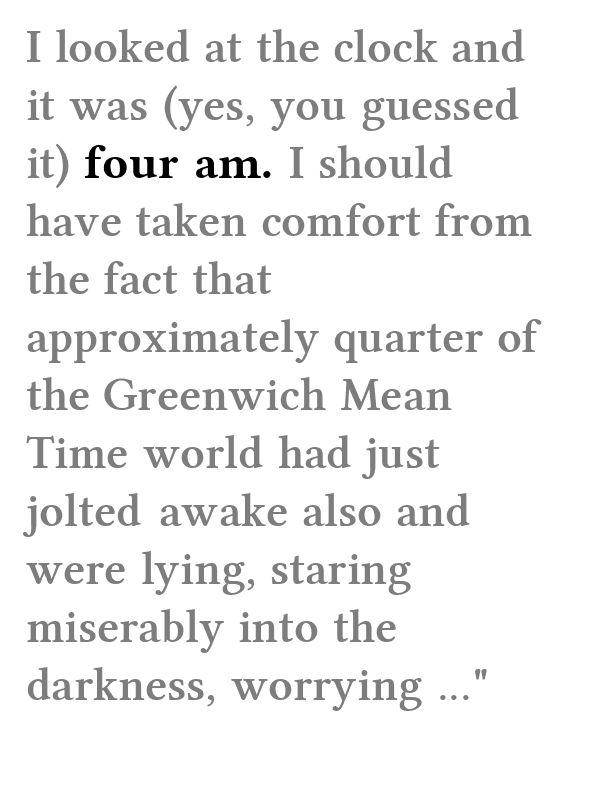 I looked at the clock and
it was (yes, you guessed
it) four am. I should
have taken comfort from
the fact that
approximately quarter of
the Greenwich Mean
Time world had just
jolted awake also and
were lying, staring
miserably into the
darkness, worrying ..."